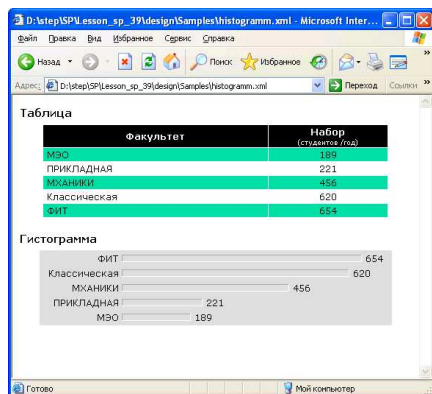 D:\step\SP\Lesson_sp_39\design\Samples\histogramm.xml - Microsoft Inter...
Файл Правка Вид Избранное Сервис Справка
Назад Поиск Избранное
Адрес: D:\step\SP\Lesson_sp_39\design\Samples\histogramm.xml Переход Ссылки
Таблица
Факультет Набор
(студентов /год)
МЭО 189
ПРИКЛАДНАЯ 221
МХАНИКИ 456
Классическая 620
ФИТ 654
Гистограмма
ФИТ 654
Классическая 620
МХАНИКИ 456
ПРИКЛАДНАЯ 221
МЭО 189
Готово Мой компьютер